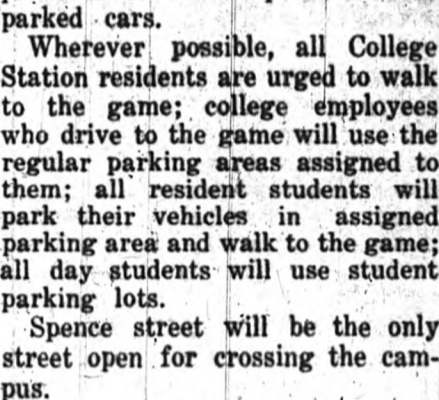 parked cars.
Wherever possible, all College
Station residents are urged to walk
to the game; college employees
who drive to the game will use the
regular parking areas assigned to
them; all resident students will
park their vehicles in assigned
parking area and walk to the game;
all day students will use student
parking lots.
Spence street will be the only
street open for crossing the cam-
pus.